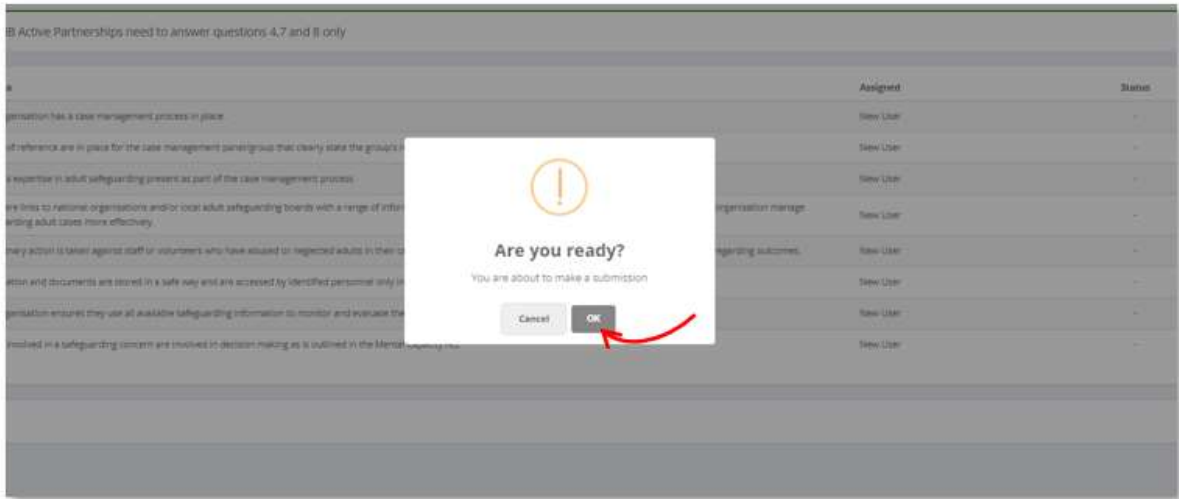 B Active Partnerships need to answer questions 4,7 and 8 only
Assigned Status
ganisation has a case management process in place New User -
of reference are in place for the case management panel/group that clearly state the group's New User -
expertise in adult safeguarding present as part of the case management process New User -
are links to national organisations and/or local adult safeguarding boards with a range of organisation manage
arding adult cases more effectively. New User -
nary action is taken against staff or volunteers who have abused or neglected adults in their regarding outcomes. New User -
ation and documents are stored in a safe way and are accessed by identified personnel only New User -
ganisation ensures they use all available safeguarding information to monitor and evaluate New User -
involved in a safeguarding concern are involved in decision making as is outlined in the Mental Capacity Act. New User -
Are you ready?
You are about to make a submission
Cancel OK